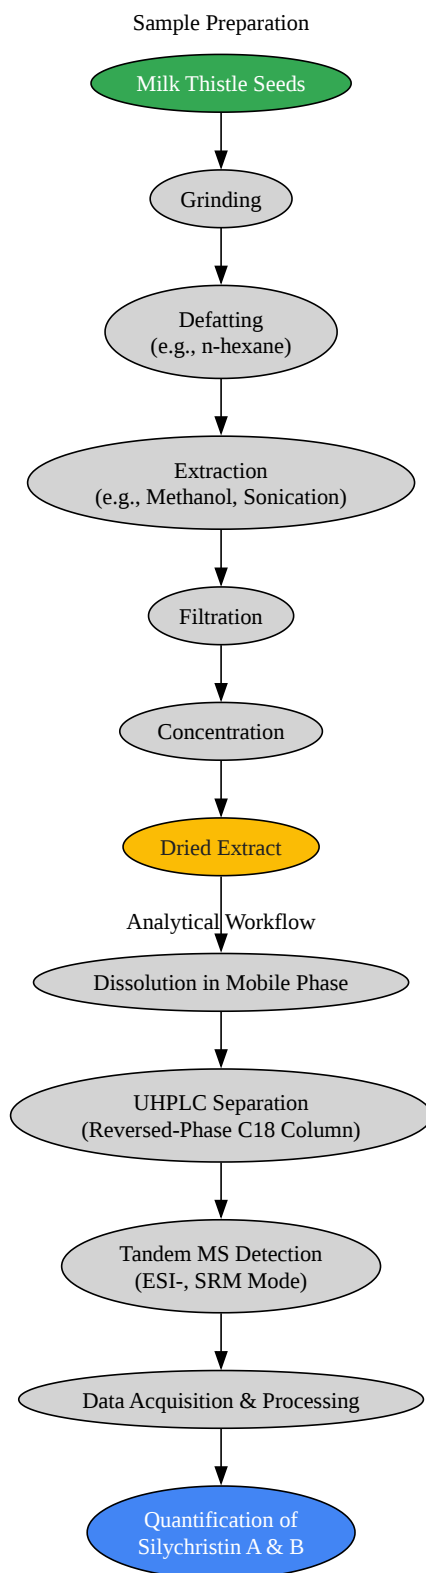 Sample Preparation
Milk Thistle Seeds
Grinding
Defatting
(e.g., n-hexane)
Extraction
(e.g., Methanol, Sonication)
Filtration
Concentration
Dried Extract
Analytical Workflow
Dissolution in Mobile Phase
UHPLC Separation
(Reversed-Phase C18 Column)
Tandem MS Detection
(ESI-, SRM Mode)
Data Acquisition & Processing
Quantification of
Silychristin A & B